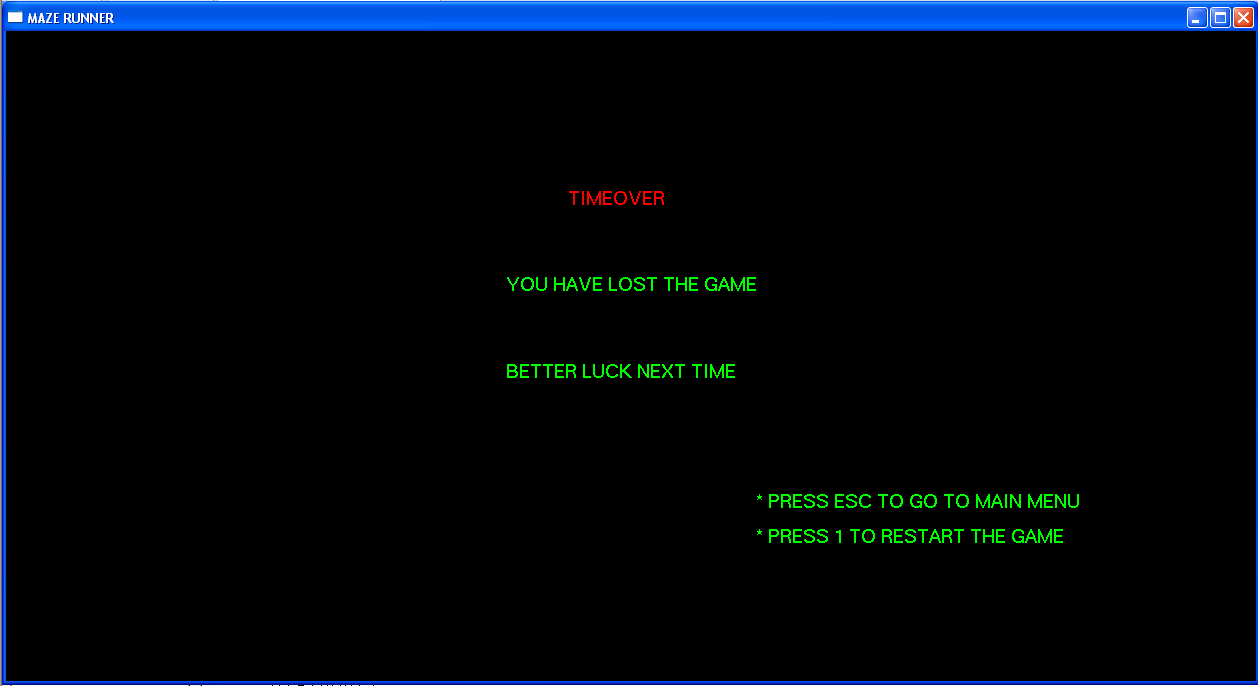 MAZE RUNNER
TIMEOVER
YOU HAVE LOST THE GAME
BETTER LUCK NEXT TIME
* PRESS ESC TO GO TO MAIN MENU
* PRESS 1 TO RESTART THE GAME